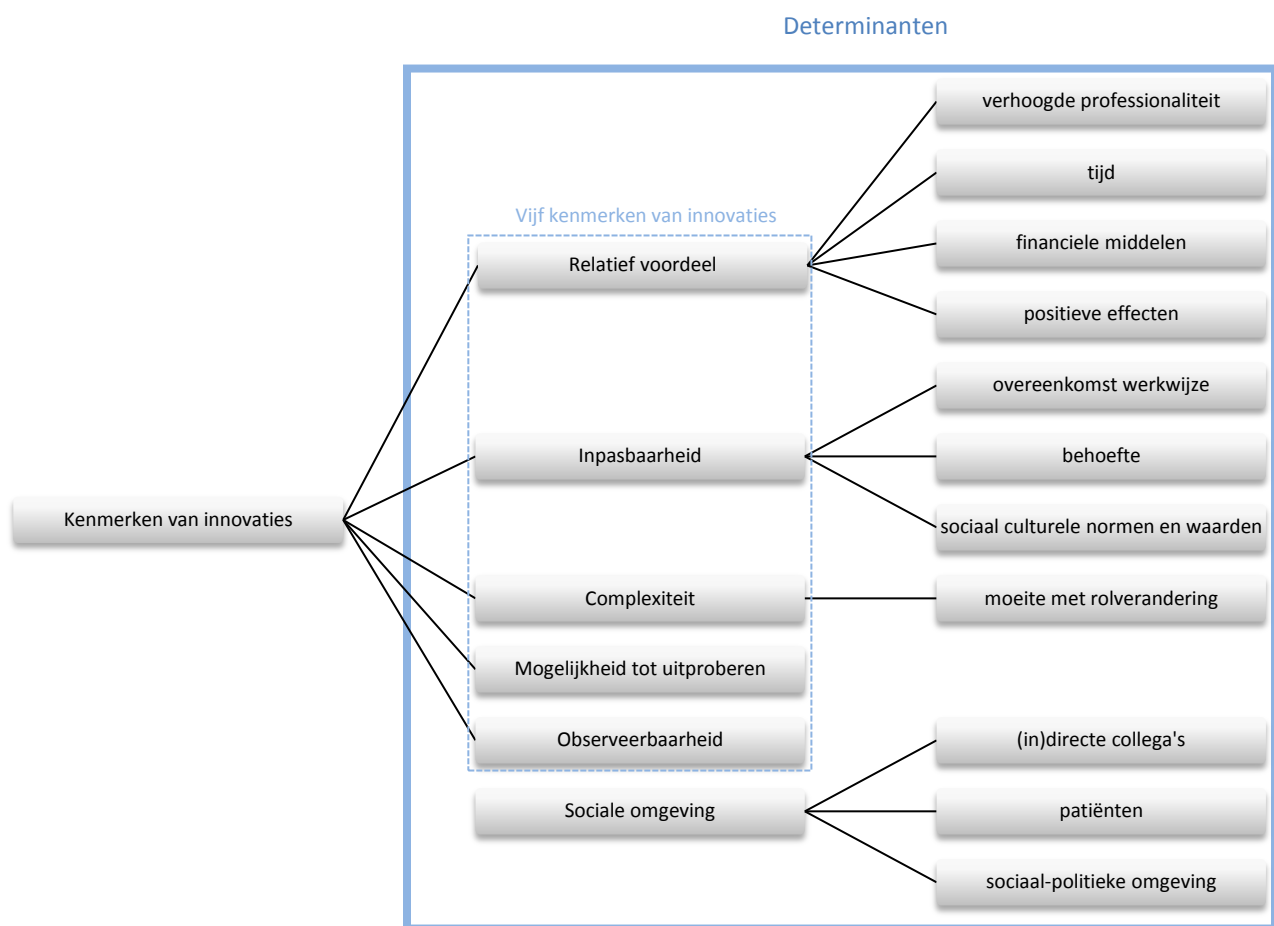 Determinanten
verhoogde professionaliteit
tijd
Vijf kenmerken van innovaties
financiele middelen
Relatief voordeel
positieve effecten
overeenkomst werkwijze
Inpasbaarheid
behoefte
Kenmerken van innovaties
sociaal culturele normen en waarden
Complexiteit
moeite met rolverandering
Mogelijkheid tot uitproberen
Observeerbaarheid
(in)directe collega's
Sociale omgeving
patiënten
sociaal-politieke omgeving